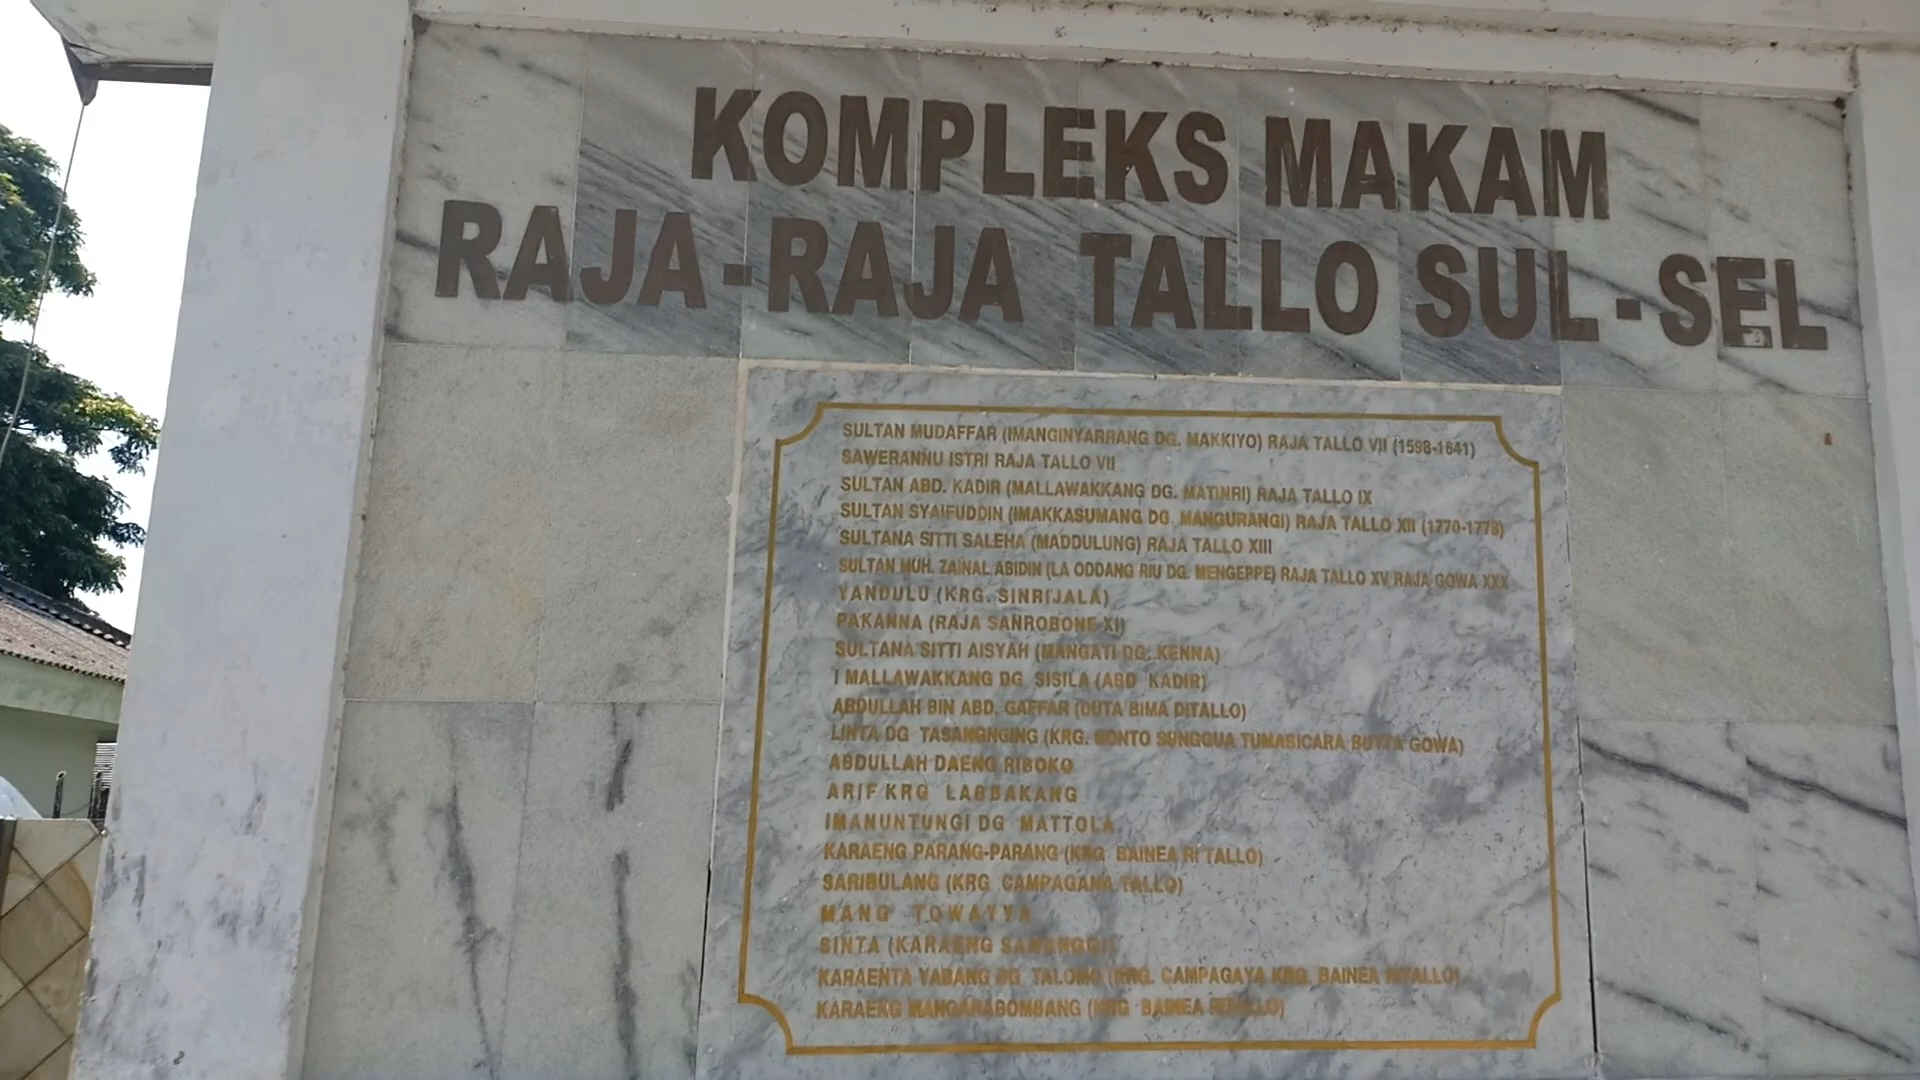 KOMPLEKS MAKAM
RAJA-RAJA TALLO SUL-SEL
SULTAN MUDAFFAR (IMANGINYARRANG DG. MAKKIYO) RAJA TALLO VII (1598-1641)
SAWERANNU ISTRI RAJA TALLO VII
SULTAN ABD. KADIR (MALLAWAKKANG DG. MATINRI) RAJA TALLO IX
SULTAN SYAIFUDDIN (IMAKKASUMANG DG. MANGURANGI) RAJA TALLO XII (1770-1778)
SULTANA SITTI SALEHA (MADDULUNG) RAJA TALLO XIII
SULTAN MUH. ZAINAL ABIDIN (LA ODDANG RIU DG. MENGEPPE) RAJA TALLO XV RAJA GOWA XXX
YANDULU (KRG. SINRIJALA)
PAKANNA (RAJA SANROBONE XI)
SULTANA SITTI AISYAH (MANGATI DG. KENNA)
I MALLAWAKKANG DG SISILA (ABD KADIR)
ABDULLAH BIN ABD. GAFFAR (DUTA BIMA DITALLO)
LINTA DG TASANGNGING (KRG. BONTO SUNGGUA TUMABICARA BUTTA GOWA)
ABDULLAH DAENG RIBOKO
ARIF KRG LABBAKANG
IMANUNTUNGI DG MATTOLA
KARAENG PARANG-PARANG (KRG BAINEA RI TALLO)
SARIBULANG (KRG CAMPAGANA TALLO)
MANG TOWAYYA
SINTA (KARAENG
KARAENTA YABANG DG TALOMO (KRG. CAMPAGAYA KRG. BAINEA RITALLO)
KARAENG MANGARABOMBANG (KRG BAINEA RITALLO)